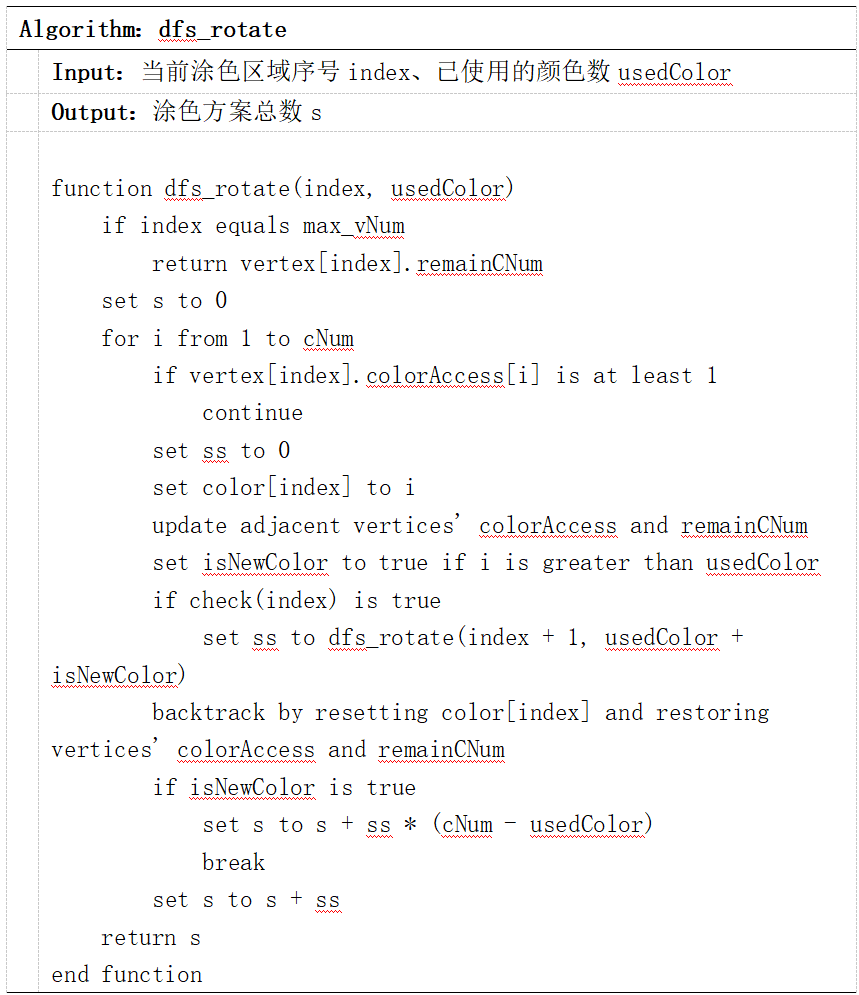 Algorithm: dfs_rotate
Input: 当前涂色区域序号 index、已使用的颜色数 usedColor
Output: 涂色方案总数 s
function dfs_rotate(index, usedColor)
if index equals max_vNum
return vertex[index].remainCNum
set s to 0
for i from 1 to cNum
if vertex[index].colorAccess[i] is at least 1
continue
set ss to 0
set color[index] to i
update adjacent vertices' colorAccess and remainCNum
set isNewColor to true if i is greater than usedColor
if check(index) is true
set ss to dfs_rotate(index + 1, usedColor +
isNewColor)
backtrack by resetting color[index] and restoring
vertices' colorAccess and remainCNum
if isNewColor is true
set s to s + ss * (cNum - usedColor)
break
set s to s + ss
return s
end function